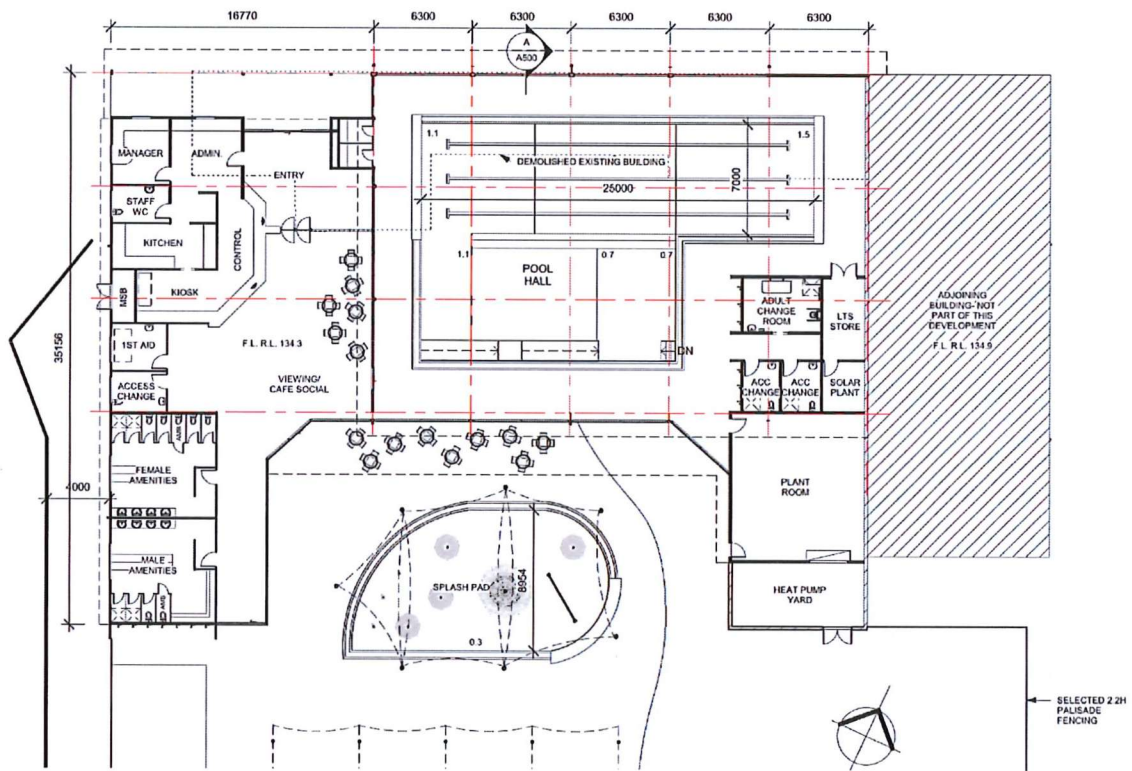 16770
6300
6300
6300
6300
6300
A
A500
35156
4000
MANAGER
ADMIN.
ENTRY
STAFF
WC
KITCHEN
CONTROL
MSB
KIOSK
1ST AID
ACCESS
CHANGE
F.L. R.L. 134.3
VIEWING/
CAFE SOCIAL
FEMALE
AMENITIES
AMB
MALE
AMENITIES
AMB
1.1
1.5
DEMOLISHED EXISTING BUILDING
25000
7000
1.1
0.7
0.7
POOL
HALL
DN
ADULT
CHANGE
ROOM
LTS
STORE
ACC
CHANGE
ACC
CHANGE
SOLAR
PLANT
ADJOINING
BUILDING- NOT
PART OF THIS
DEVELOPMENT
F.L. R.L. 134.9
PLANT
ROOM
HEAT PUMP
YARD
SPLASH PAD
8954
0.3
SELECTED 2.2H
PALISADE
FENCING